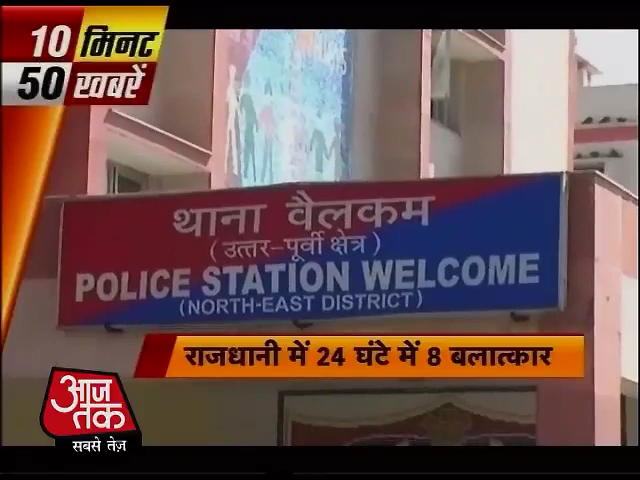 10 मिनट
50 खबरें
थाना वैलकम
(उत्तर-पूर्वी क्षेत्र)
POLICE STATION WELCOME
(NORTH-EAST DISTRICT)
राजधानी में 24 घंटे में 8 बलात्कार
आज
तक
सबसे तेज़